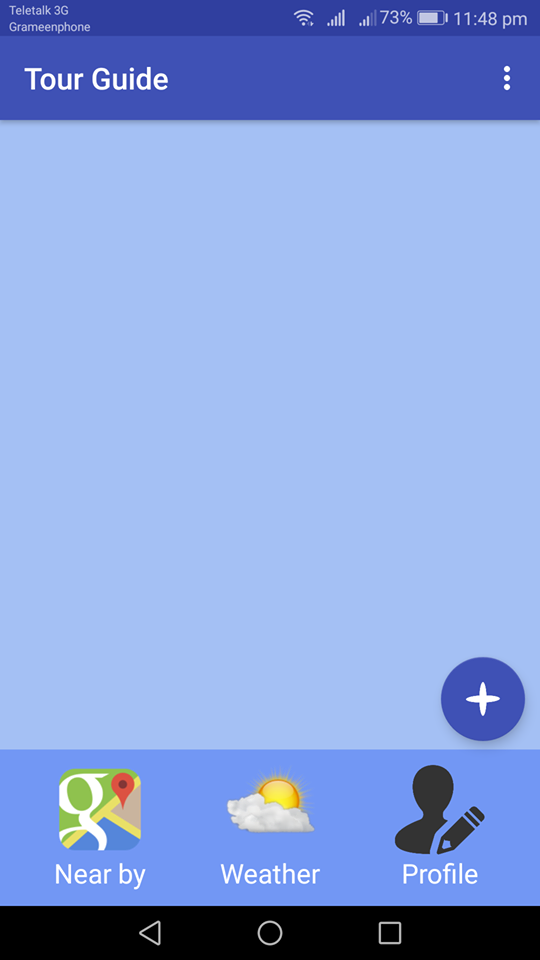 Teletalk 3G
Grameenphone
73%
11:48 pm
Tour Guide
g
Near by
Weather
Profile